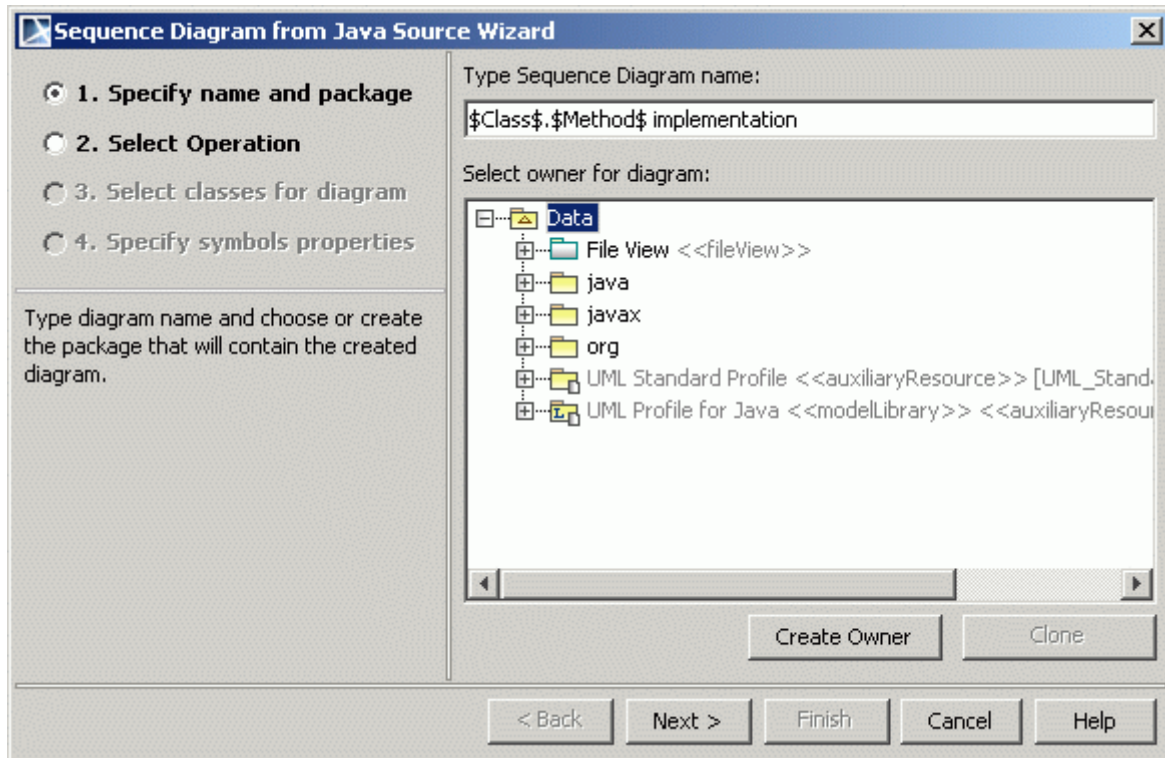 Sequence Diagram from Java Source Wizard
1. Specify name and package
2. Select Operation
3. Select classes for diagram
4. Specify symbols properties
Type diagram name and choose or create
the package that will contain the created
diagram.
Type Sequence Diagram name:
$Class$.$Method$ implementation
Select owner for diagram:
Data
File View <<fileView>>
java
javax
org
UML Standard Profile <<auxiliaryResource>> [UML_Stand
UML Profile for Java <<modelLibrary>> <<auxiliaryResou
Create Owner
Clone
< Back
Next >
Finish
Cancel
Help